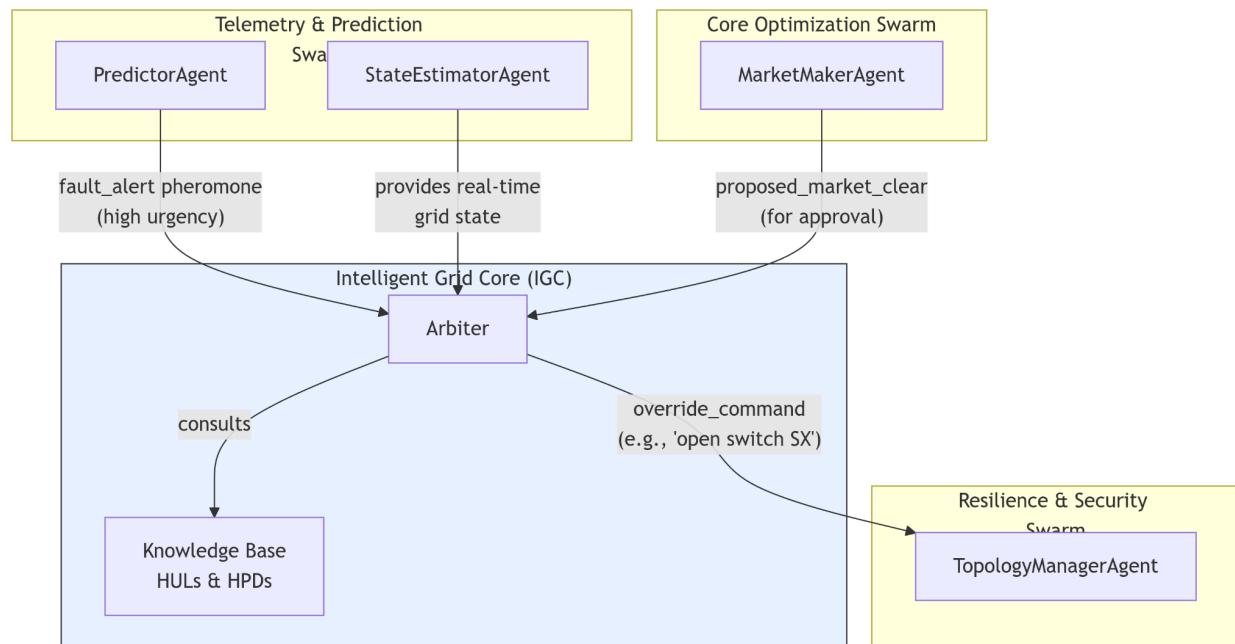 Telemetry & Prediction
Swa
PredictorAgent
StateEstimatorAgent
Core Optimization Swarm
MarketMakerAgent
fault_alert pheromone
(high urgency)
provides real-time
grid state
proposed_market_clear
(for approval)
Intelligent Grid Core (IGC)
Arbiter
consults
override_command
(e.g., 'open switch SX')
Knowledge Base
HULs & HPDs
Resilience & Security
Swarm
TopologyManagerAgent